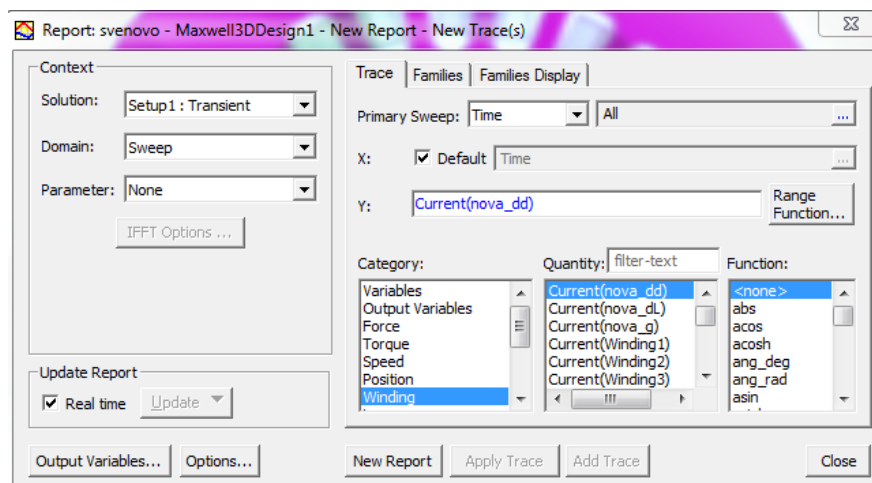 Report: svenovo - Maxwell3DDesign1 - New Report - New Trace(s)
Context
Solution: Setup1 : Transient
Domain: Sweep
Parameter: None
IFFT Options ...
Update Report
Real time Update
Output Variables... Options...
Trace Families Families Display
Primary Sweep: Time All ...
X: Default Time ...
Y: Current(nova_dd) Range Function...
Category: Quantity: filter-text Function:
Variables Current(nova_dd) <none>
Output Variables Current(nova_dL) abs
Force Current(nova_g) acos
Torque Current(Winding1) acosh
Speed Current(Winding2) ang_deg
Position Current(Winding3) ang_rad
Winding asin
New Report Apply Trace Add Trace Close